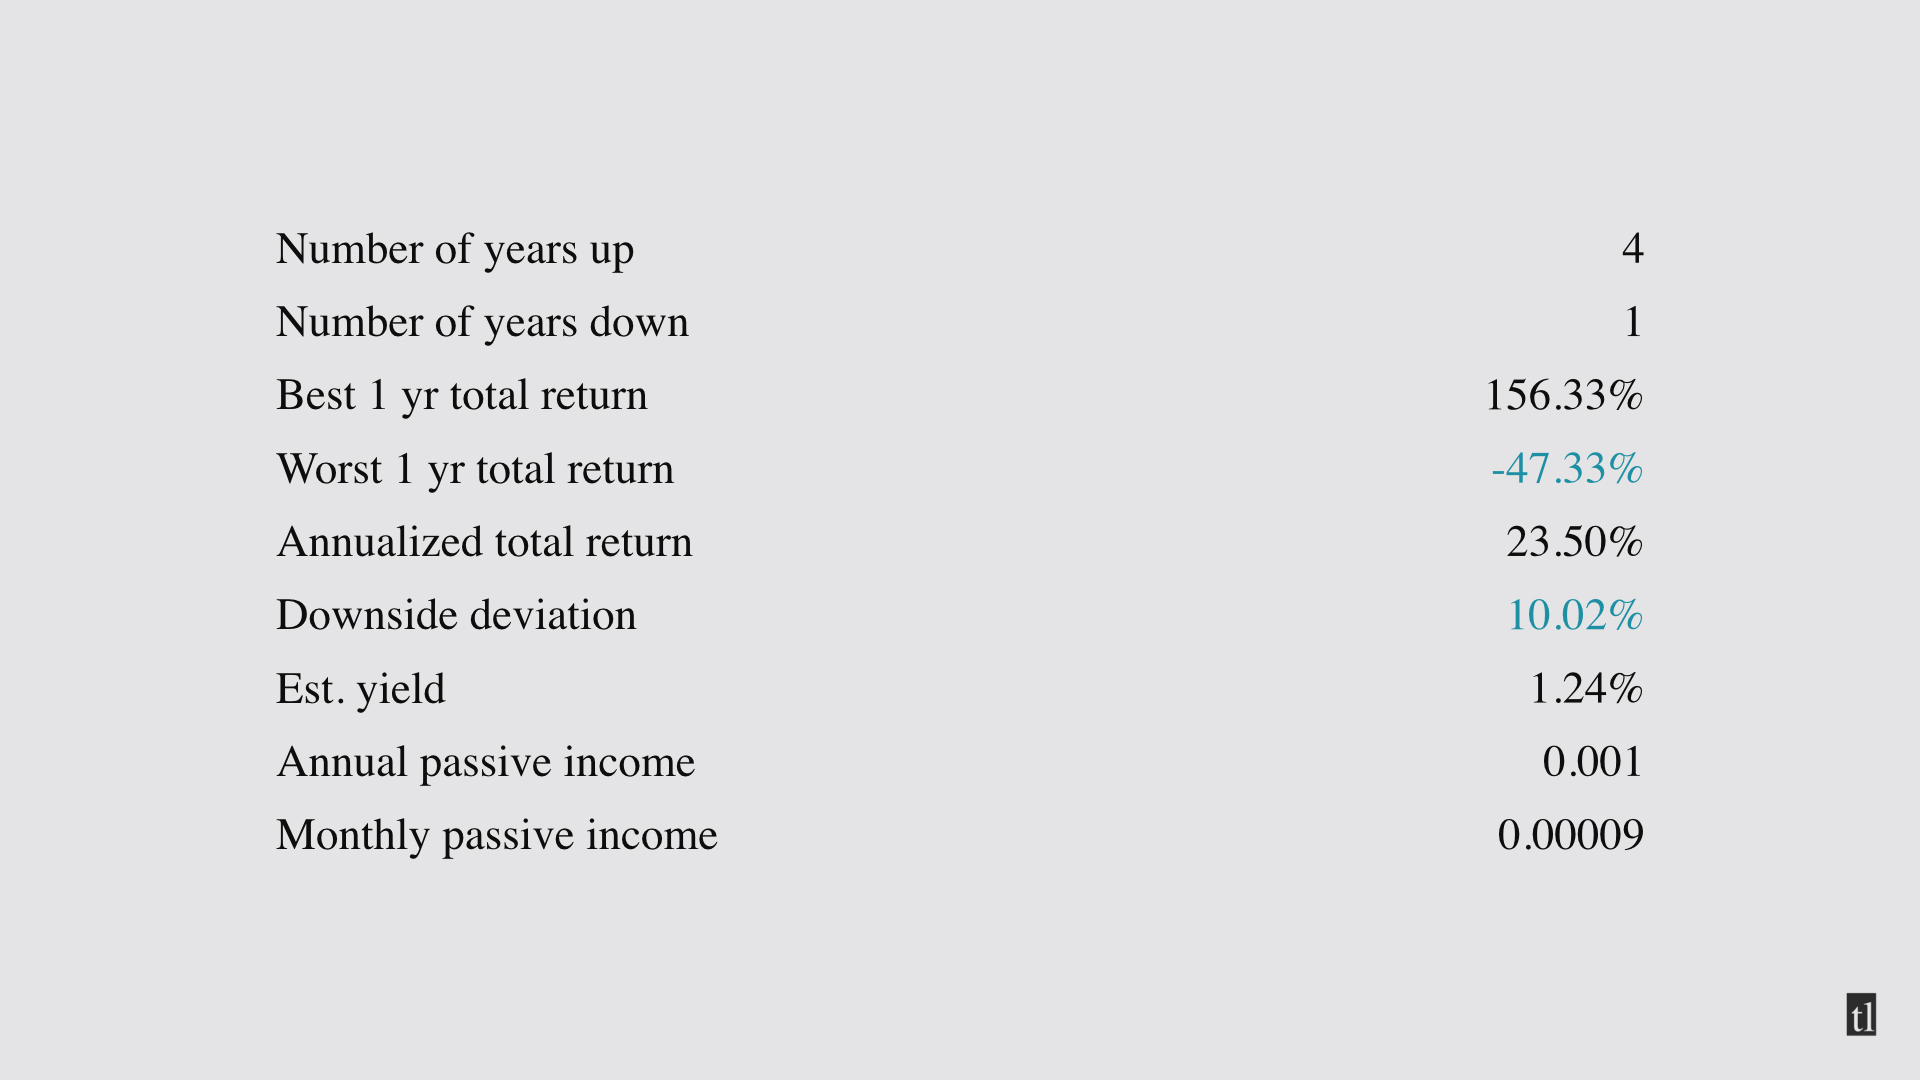 Number of years up 4
Number of years down 1
Best 1 yr total return 156.33%
Worst 1 yr total return -47.33%
Annualized total return 23.50%
Downside deviation 10.02%
Est. yield 1.24%
Annual passive income 0.001
Monthly passive income 0.00009
tl